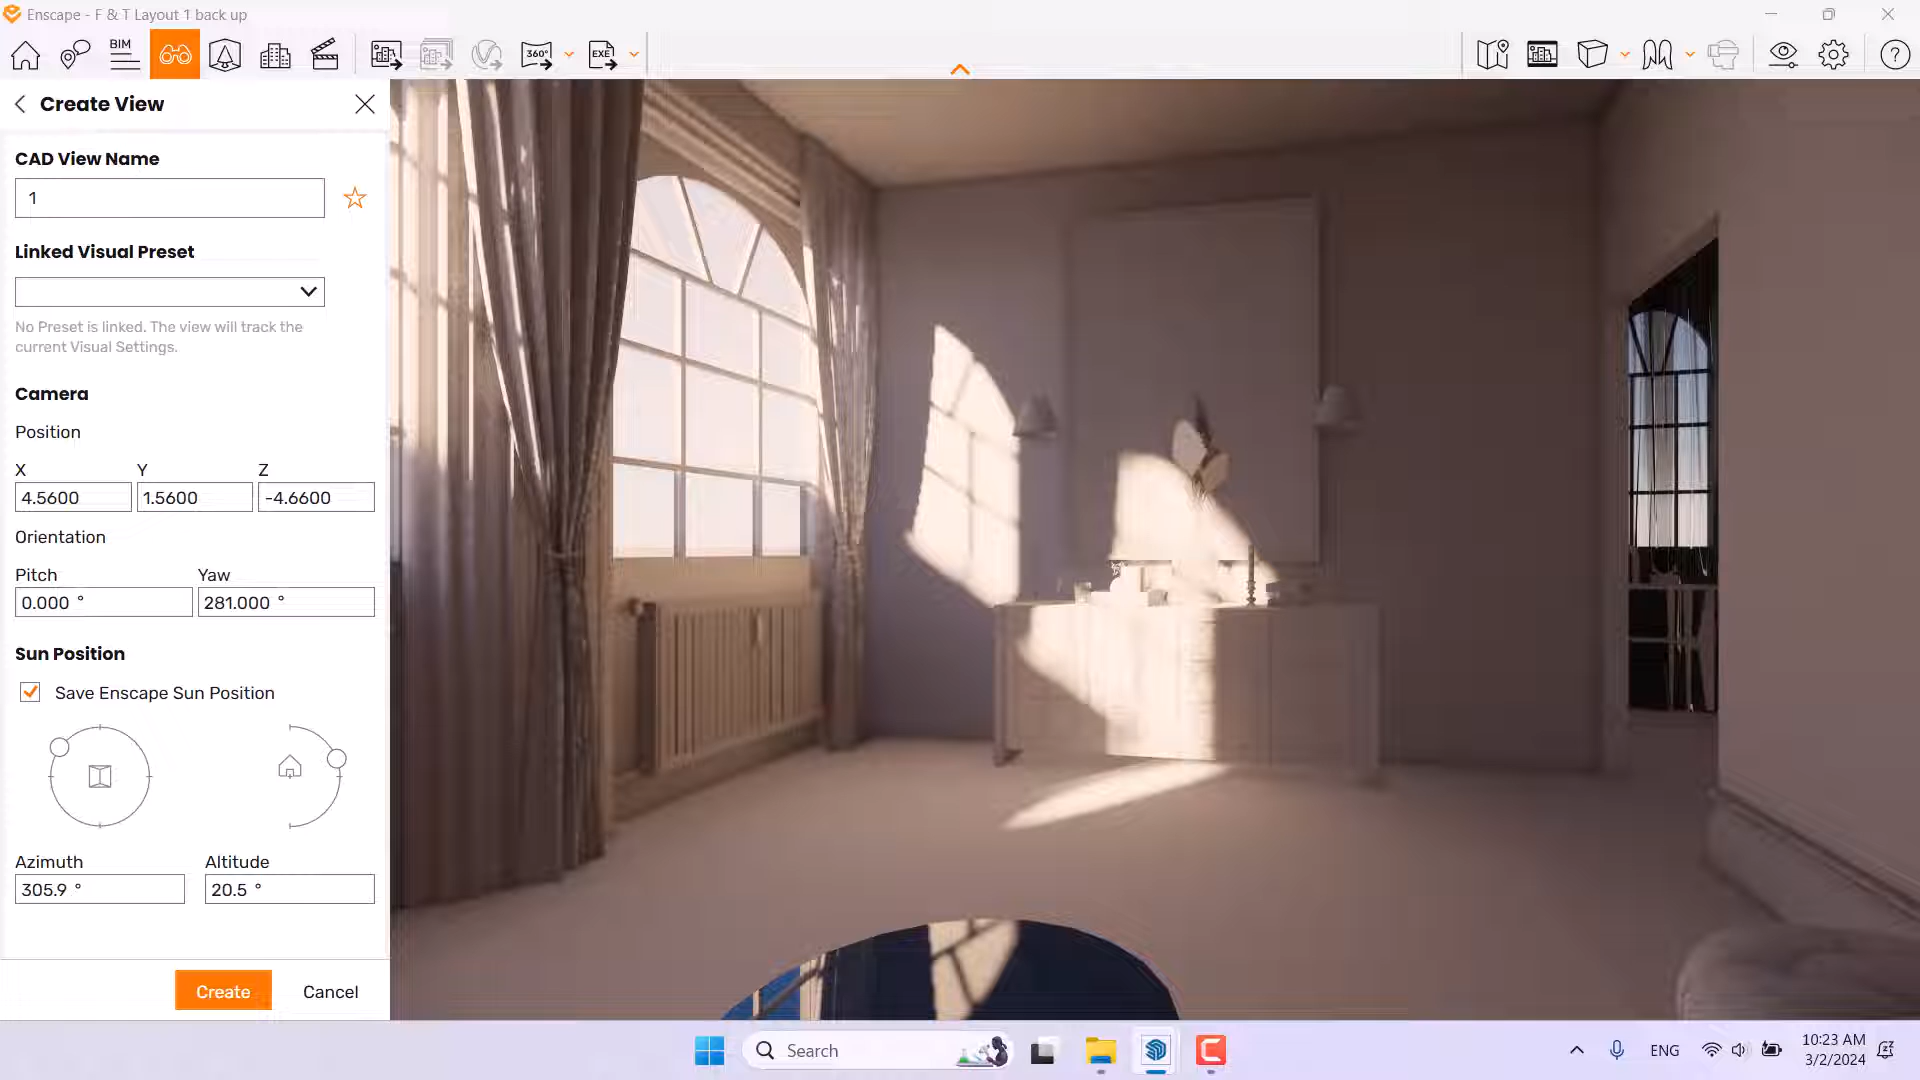 Enscape - F & T Layout 1 back up
BIM
360°
EXE
?
Create View
CAD View Name
1
Linked Visual Preset
No Preset is linked. The view will track the
current Visual Settings.
Camera
Position
X Y Z
4.5600 1.5600 -4.6600
Orientation
Pitch Yaw
0.000 ° 281.000 °
Sun Position
Save Enscape Sun Position
Azimuth Altitude
305.9 ° 20.5 °
Create Cancel
Search
ENG
10:23 AM
3/2/2024